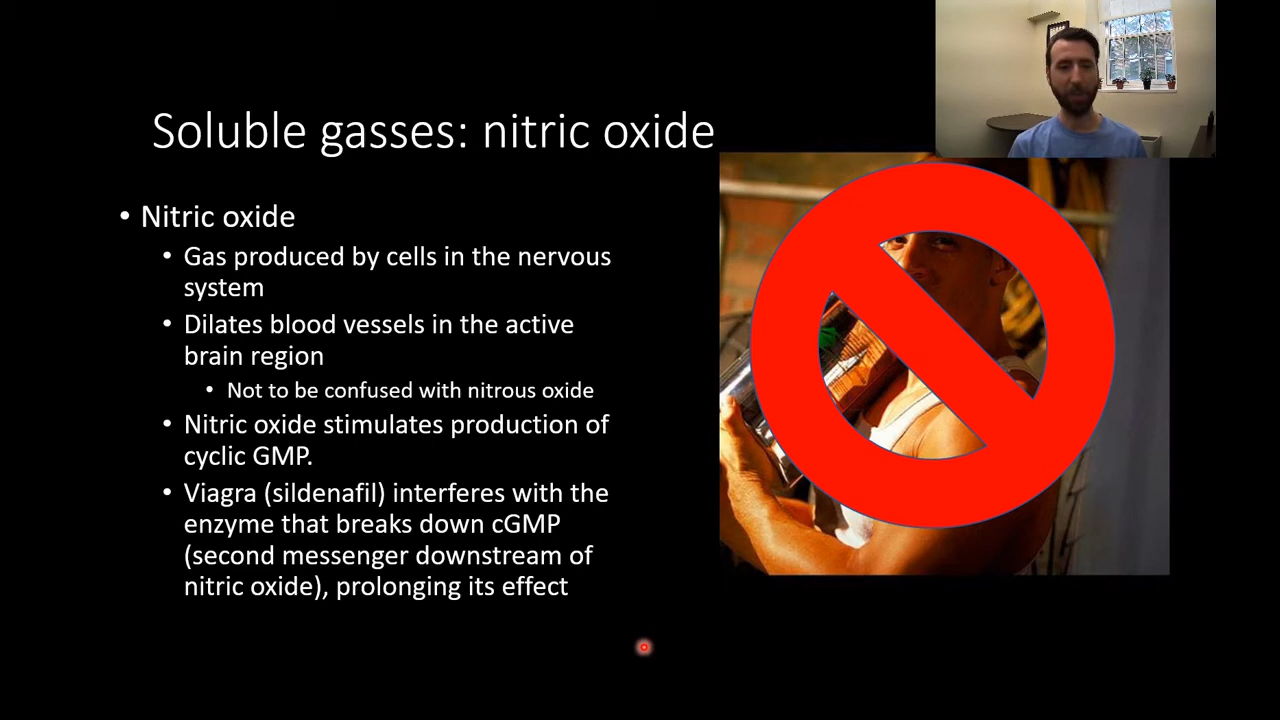 Soluble gasses: nitric oxide
• Nitric oxide
• Gas produced by cells in the nervous
system
• Dilates blood vessels in the active
brain region
• Not to be confused with nitrous oxide
• Nitric oxide stimulates production of
cyclic GMP.
• Viagra (sildenafil) interferes with the
enzyme that breaks down cGMP
(second messenger downstream of
nitric oxide), prolonging its effect